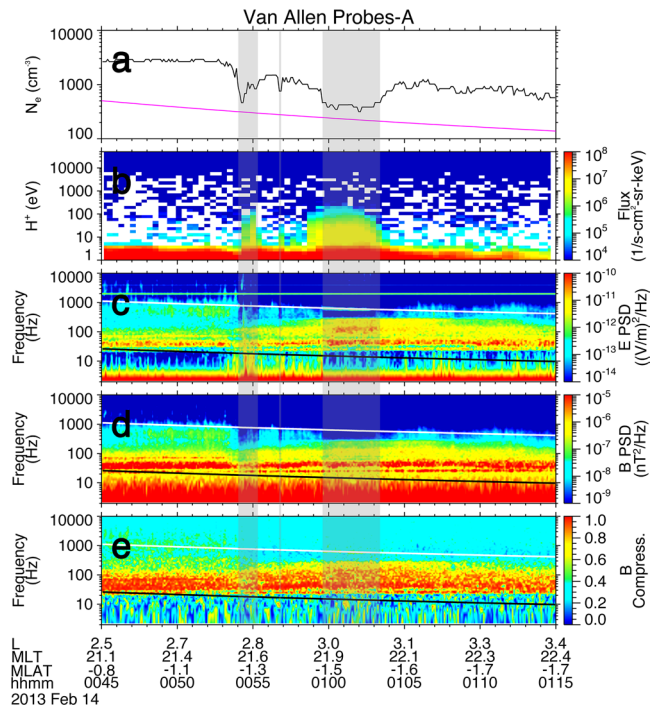 Van Allen Probes-A
a
Nₑ (cm⁻³)
10000
1000
100
b
H⁺ (eV)
10000
1000
100
10
1
10⁸
10⁷
10⁶
10⁵
10⁴
Flux
(1/s-cm²-sr-keV)
c
Frequency
(Hz)
10000
1000
100
10
10⁻¹⁰
10⁻¹¹
10⁻¹²
10⁻¹³
10⁻¹⁴
E PSD
((V/m)²/Hz)
d
Frequency
(Hz)
10000
1000
100
10
10⁻⁵
10⁻⁶
10⁻⁷
10⁻⁸
10⁻⁹
B PSD
(nT²/Hz)
e
Frequency
(Hz)
10000
1000
100
10
1.0
0.8
0.6
0.4
0.2
0.0
B
Compress.
L 2.5 2.7 2.8 3.0 3.1 3.3 3.4
MLT 21.1 21.4 21.6 21.9 22.1 22.3 22.4
MLAT -0.8 -1.1 -1.3 -1.5 -1.6 -1.7 -1.7
hhmm 0045 0050 0055 0100 0105 0110 0115
2013 Feb 14